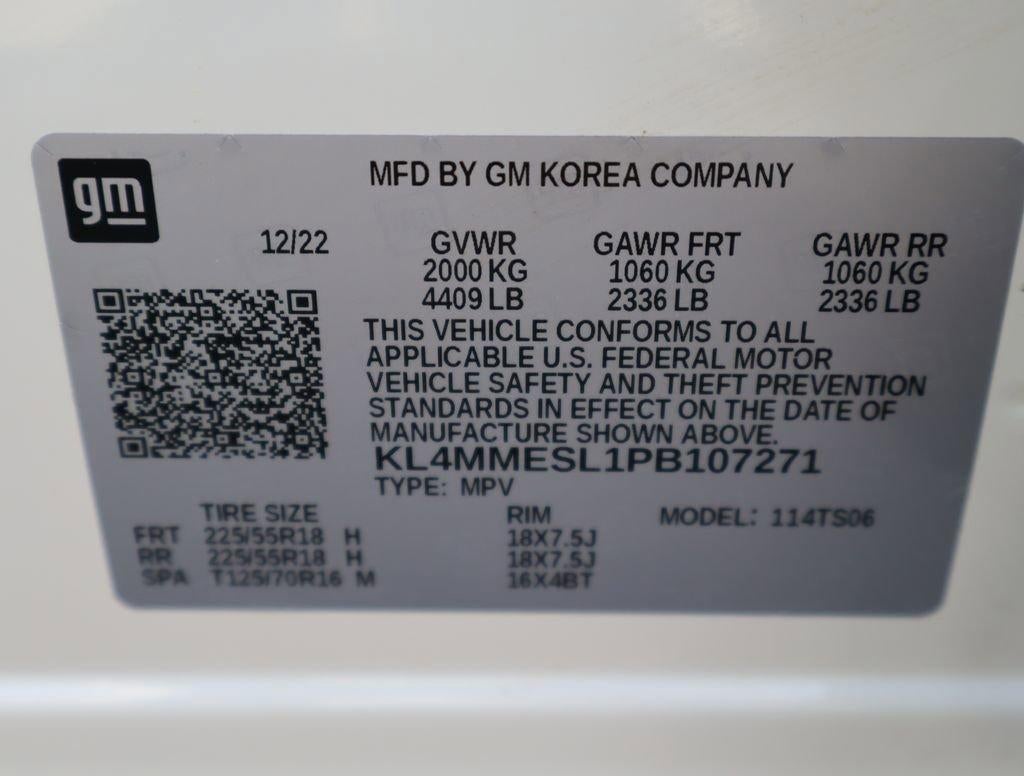 gm
MFD BY GM KOREA COMPANY
12/22 GVWR GAWR FRT GAWR RR
2000 KG 1060 KG 1060 KG
4409 LB 2336 LB 2336 LB
THIS VEHICLE CONFORMS TO ALL
APPLICABLE U.S. FEDERAL MOTOR
VEHICLE SAFETY AND THEFT PREVENTION
STANDARDS IN EFFECT ON THE DATE OF
MANUFACTURE SHOWN ABOVE.
KL4MMESL1PB107271
TYPE: MPV
TIRE SIZE RIM MODEL: 114TS06
FRT 225/55R18 H 18X7.5J
RR 225/55R18 H 18X7.5J
SPA T125/70R16 M 16X4BT